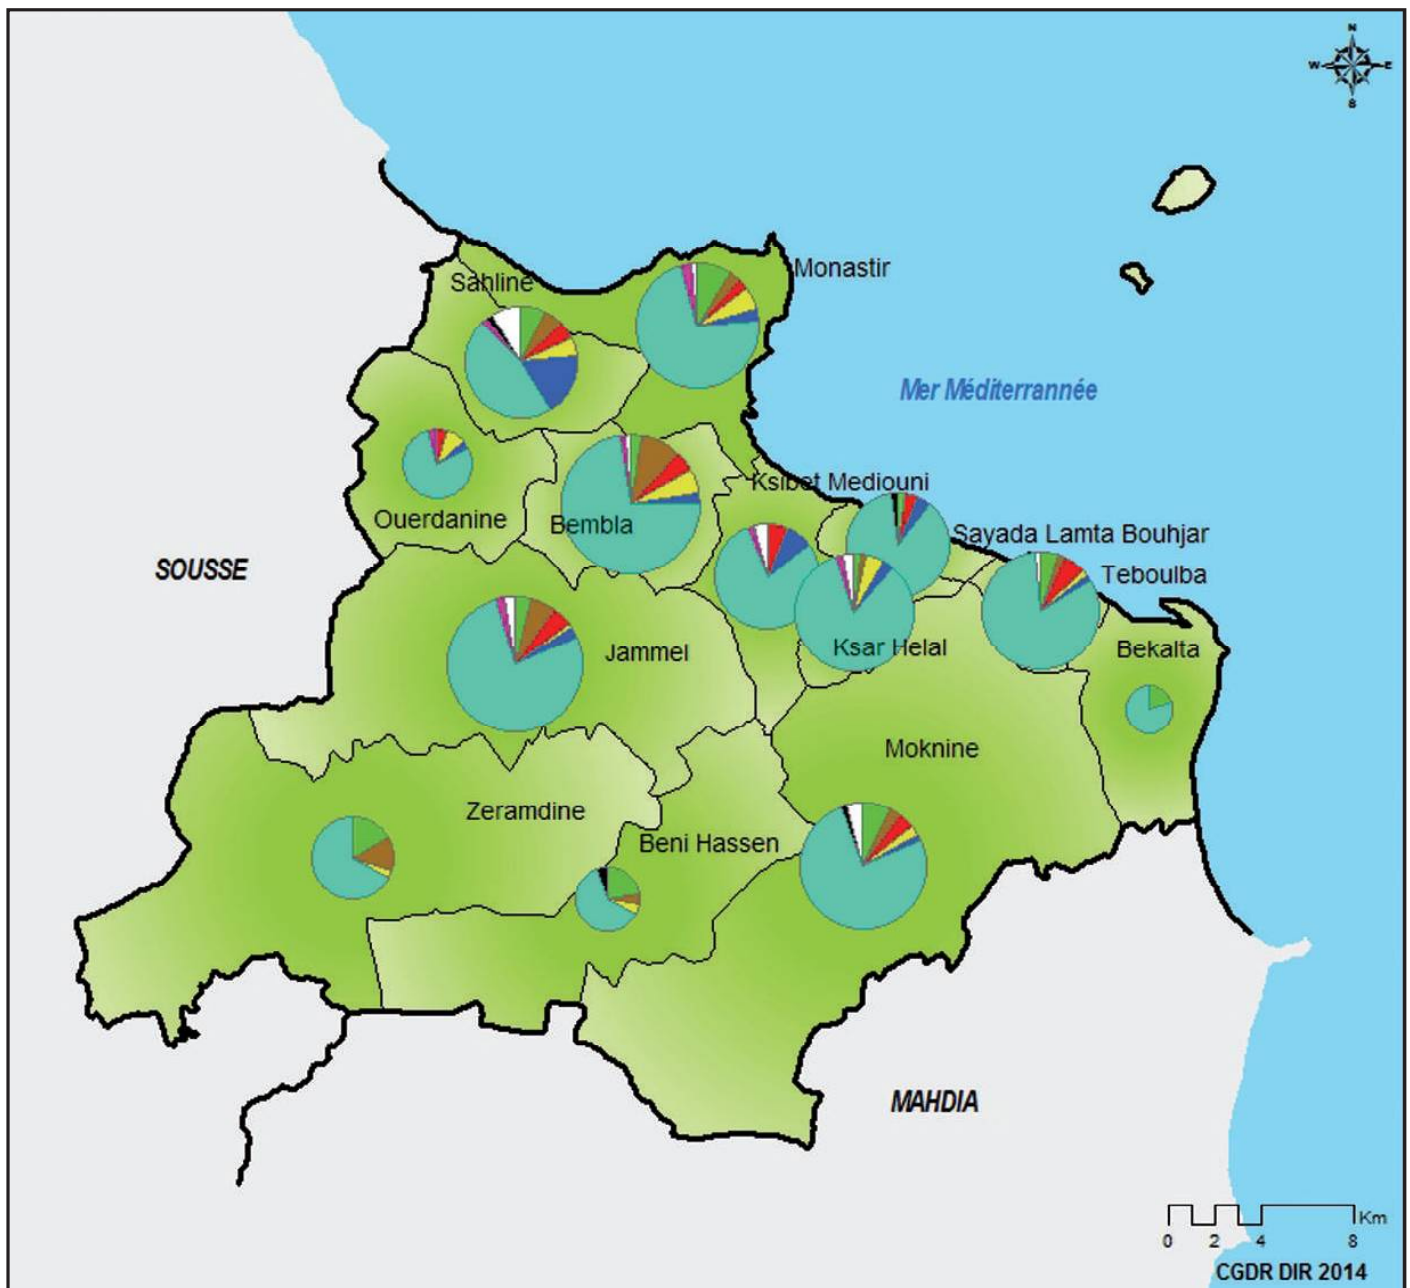 N
W E
S
Monastir
Sahline
Mer Méditerrannée
Ksibet Mediouni
Ouerdanine
Bembla
Sayada Lamta Bouhjar
SOUSSE
Teboulba
Ksar Helal
Bekalta
Jammel
Moknine
Zeramdine
Beni Hassen
MAHDIA
Km
0 2 4 8
CGDR DIR 2014